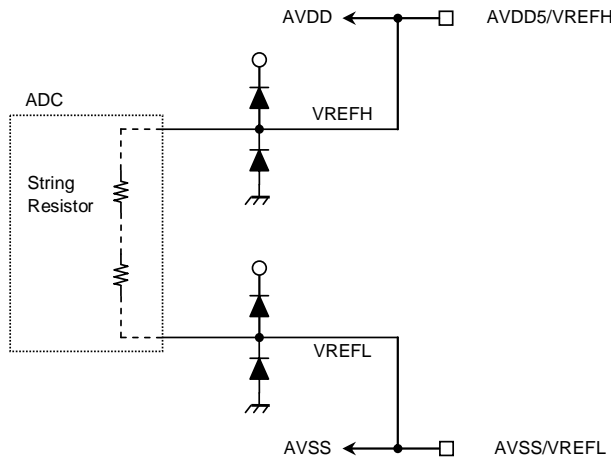 AVDD
AVDD5/VREFH
ADC
VREFH
String
Resistor
VREFL
AVSS
AVSS/VREFL